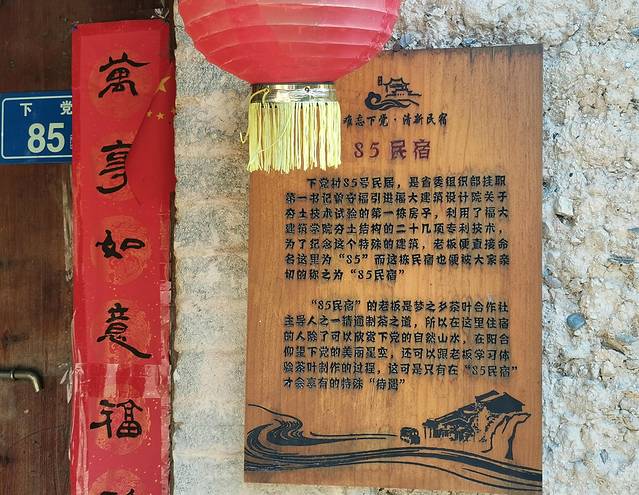 下 党
85
萬亨如意福
难忘下党·清新民宿
85民宿
下党村85号民居，是省委组织部挂职
第一书记曾守福引进福大建筑设计院关于
夯土技术试验的第一栋房子，利用了福大
建筑学院夯土结构的二十几项专利技术，
为了纪念这个特殊的建筑，老板便直接命
名这里为“85”而这栋民宿也便被大家亲
切的称之为“85民宿”
“85民宿”的老板是梦之乡茶叶合作社
主导人之一精通制茶之道，所以在这里住宿
的人除了可以欣赏下党的自然山水，在阳台
仰望下党的美丽星空，还可以跟老板学习体
验茶叶制作的过程，这可是只有在“85民宿”
才会享有的特殊“待遇”